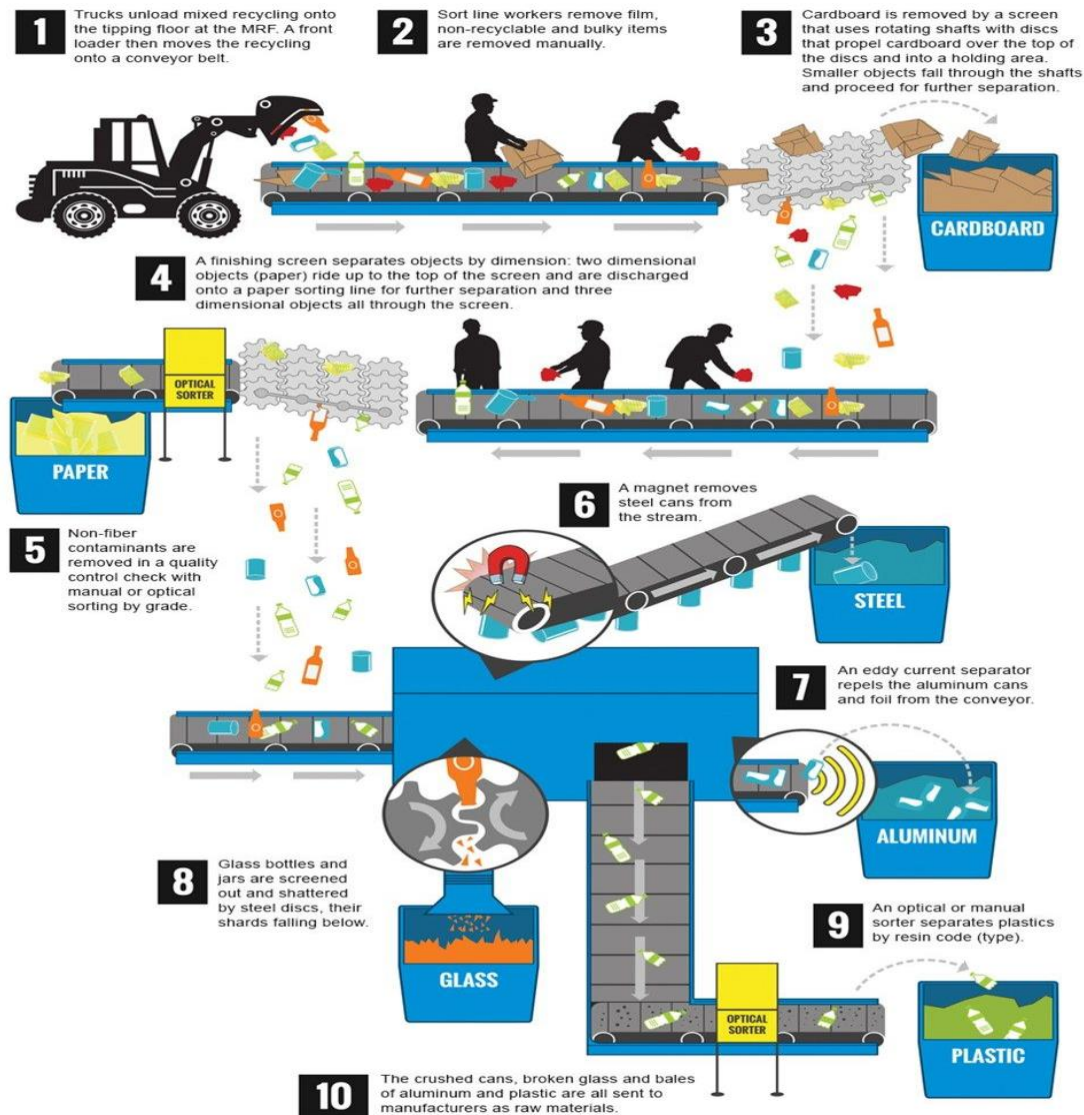 1
Trucks unload mixed recycling onto
the tipping floor at the MRF. A front
loader then moves the recycling
onto a conveyor belt.
2
Sort line workers remove film,
non-recyclable and bulky items
are removed manually.
3
Cardboard is removed by a screen
that uses rotating shafts with discs
that propel cardboard over the top of
the discs and into a holding area.
Smaller objects fall through the shafts
and proceed for further separation.
CARDBOARD
4
A finishing screen separates objects by dimension: two dimensional
objects (paper) ride up to the top of the screen and are discharged
onto a paper sorting line for further separation and three
dimensional objects all through the screen.
OPTICAL
SORTER
PAPER
5
Non-fiber
contaminants are
removed in a quality
control check with
manual or optical
sorting by grade.
6
A magnet removes
steel cans from
the stream.
STEEL
7
An eddy current separator
repels the aluminum cans
and foil from the conveyor.
ALUMINUM
8
Glass bottles and
jars are screened
out and shattered
by steel discs, their
shards falling below.
GLASS
9
An optical or manual
sorter separates plastics
by resin code (type).
OPTICAL
SORTER
PLASTIC
10
The crushed cans, broken glass and bales
of aluminum and plastic are all sent to
manufacturers as raw materials.